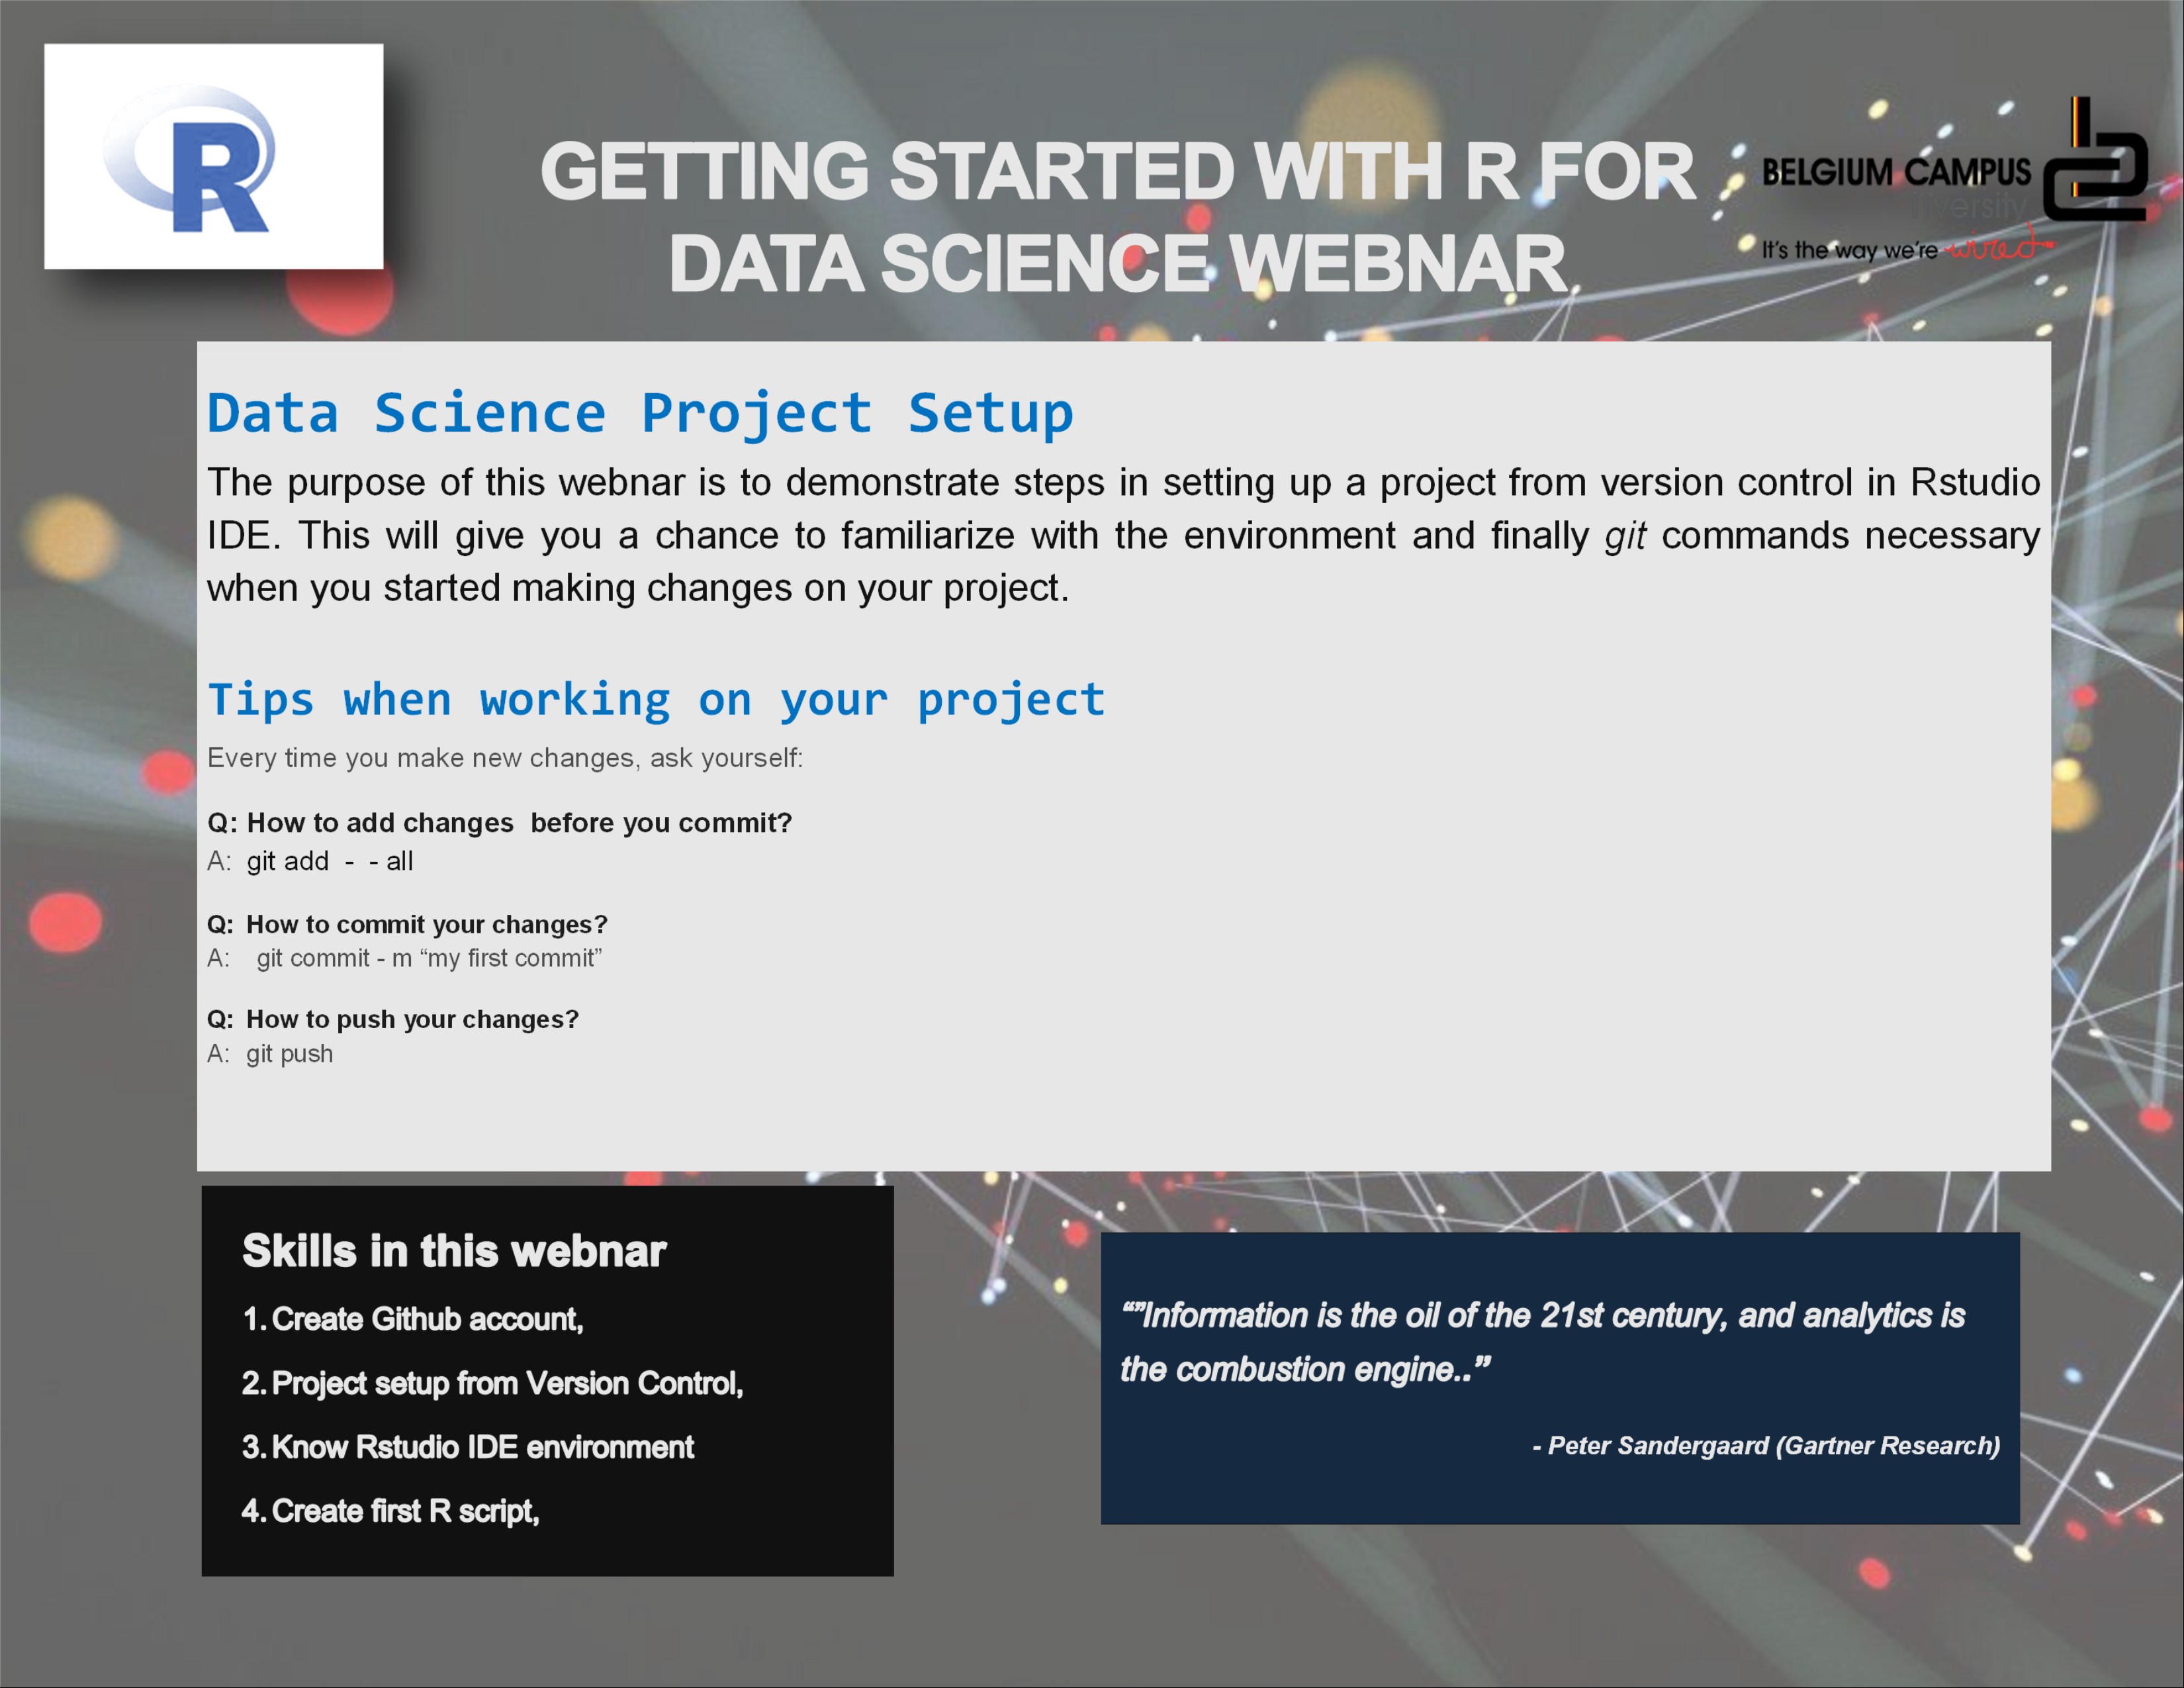 R
GETTING STARTED WITH R FOR
DATA SCIENCE WEBNAR
BELGIUM CAMPUS
iversity
It's the way we're wired
Data Science Project Setup
The purpose of this webnar is to demonstrate steps in setting up a project from version control in Rstudio
IDE. This will give you a chance to familiarize with the environment and finally git commands necessary
when you started making changes on your project.
Tips when working on your project
Every time you make new changes, ask yourself:
Q: How to add changes  before you commit?
A: git add - - all
Q: How to commit your changes?
A: git commit - m “my first commit”
Q: How to push your changes?
A: git push
Skills in this webnar
1. Create Github account,
2. Project setup from Version Control,
3. Know Rstudio IDE environment
4. Create first R script,
“”Information is the oil of the 21st century, and analytics is
the combustion engine..”
- Peter Sandergaard (Gartner Research)